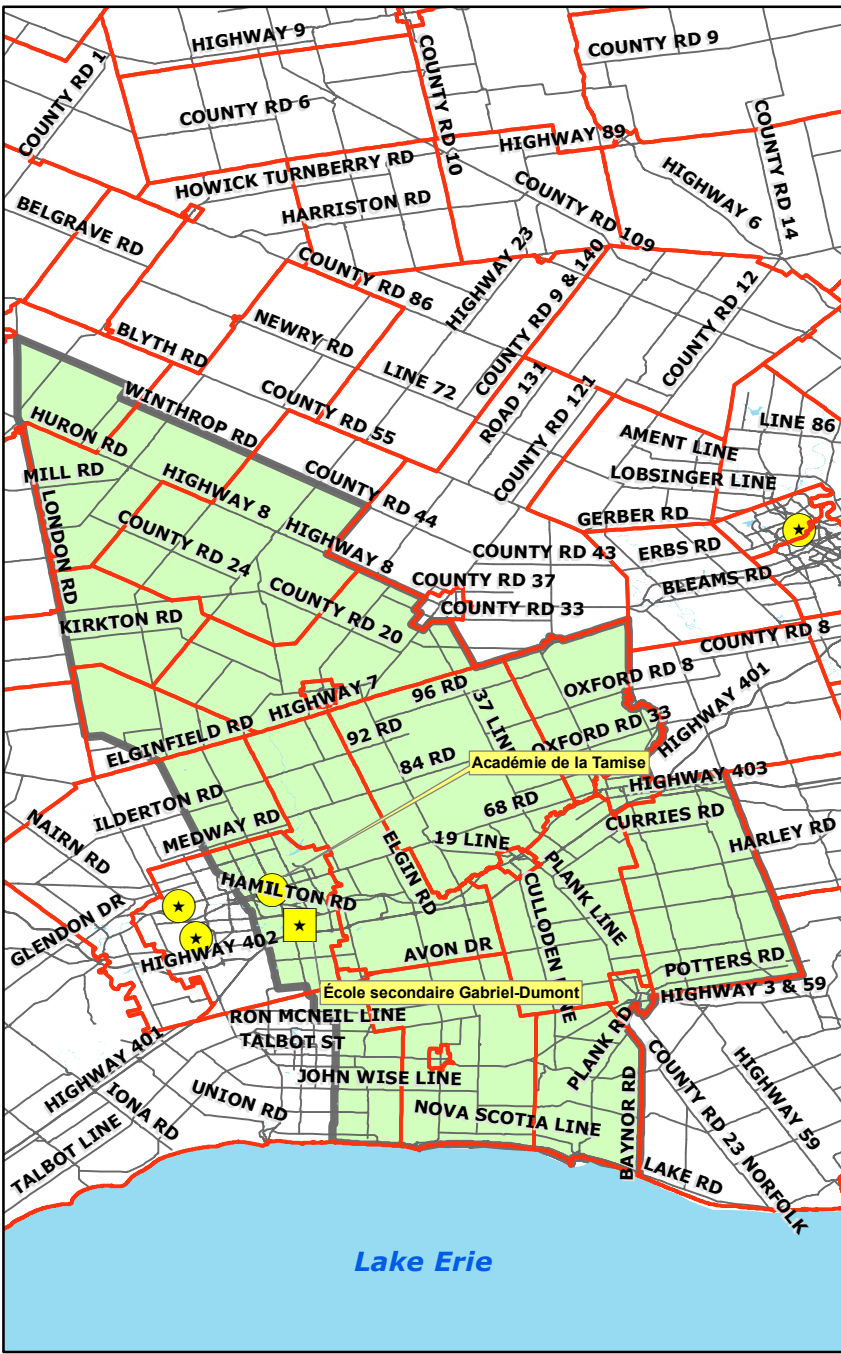 HIGHWAY 9
COUNTY RD 9
COUNTY RD 1
COUNTY RD 10
COUNTY RD 6
COUNTY RD 14
HIGHWAY 89
HOWICK TURNBERRY RD
HIGHWAY 6
HARRISTON RD
COUNTY RD 109
BELGRAVE RD
HIGHWAY 23
COUNTY RD 86
COUNTY RD 9 & 140
COUNTY RD 12
BLYTH RD
NEWRY RD
LINE 72
WINTHROP RD
COUNTY RD 55
ROAD 131
COUNTY RD 121
LINE 86
HURON RD
AMENT LINE
MILL RD
HIGHWAY 8
COUNTY RD 44
LOBSINGER LINE
LONDON RD
GERBER RD
COUNTY RD 24
HIGHWAY 8
COUNTY RD 43
ERBS RD
COUNTY RD 37
BLEAMS RD
COUNTY RD 20
COUNTY RD 33
KIRKTON RD
COUNTY RD 8
HIGHWAY 7
96 RD
OXFORD RD 8
HIGHWAY 401
ELGINFIELD RD
92 RD
37 LINE
OXFORD RD 33
84 RD
Académie de la Tamise
HIGHWAY 403
ILDERTON RD
68 RD
CURRIES RD
MEDWAY RD
19 LINE
HARLEY RD
NAIRN RD
ELGIN RD
PLANK LINE
HAMILTON RD
CULLODEN LINE
GLENDON DR
HIGHWAY 402
AVON DR
POTTERS RD
École secondaire Gabriel-Dumont
HIGHWAY 3 & 59
RON MCNEIL LINE
TALBOT ST
PLANK RD
HIGHWAY 401
JOHN WISE LINE
COUNTY RD 23
HIGHWAY 59
IONA RD
UNION RD
NOVA SCOTIA LINE
BAYNOR RD
TALBOT LINE
LAKE RD
NORFOLK
Lake Erie